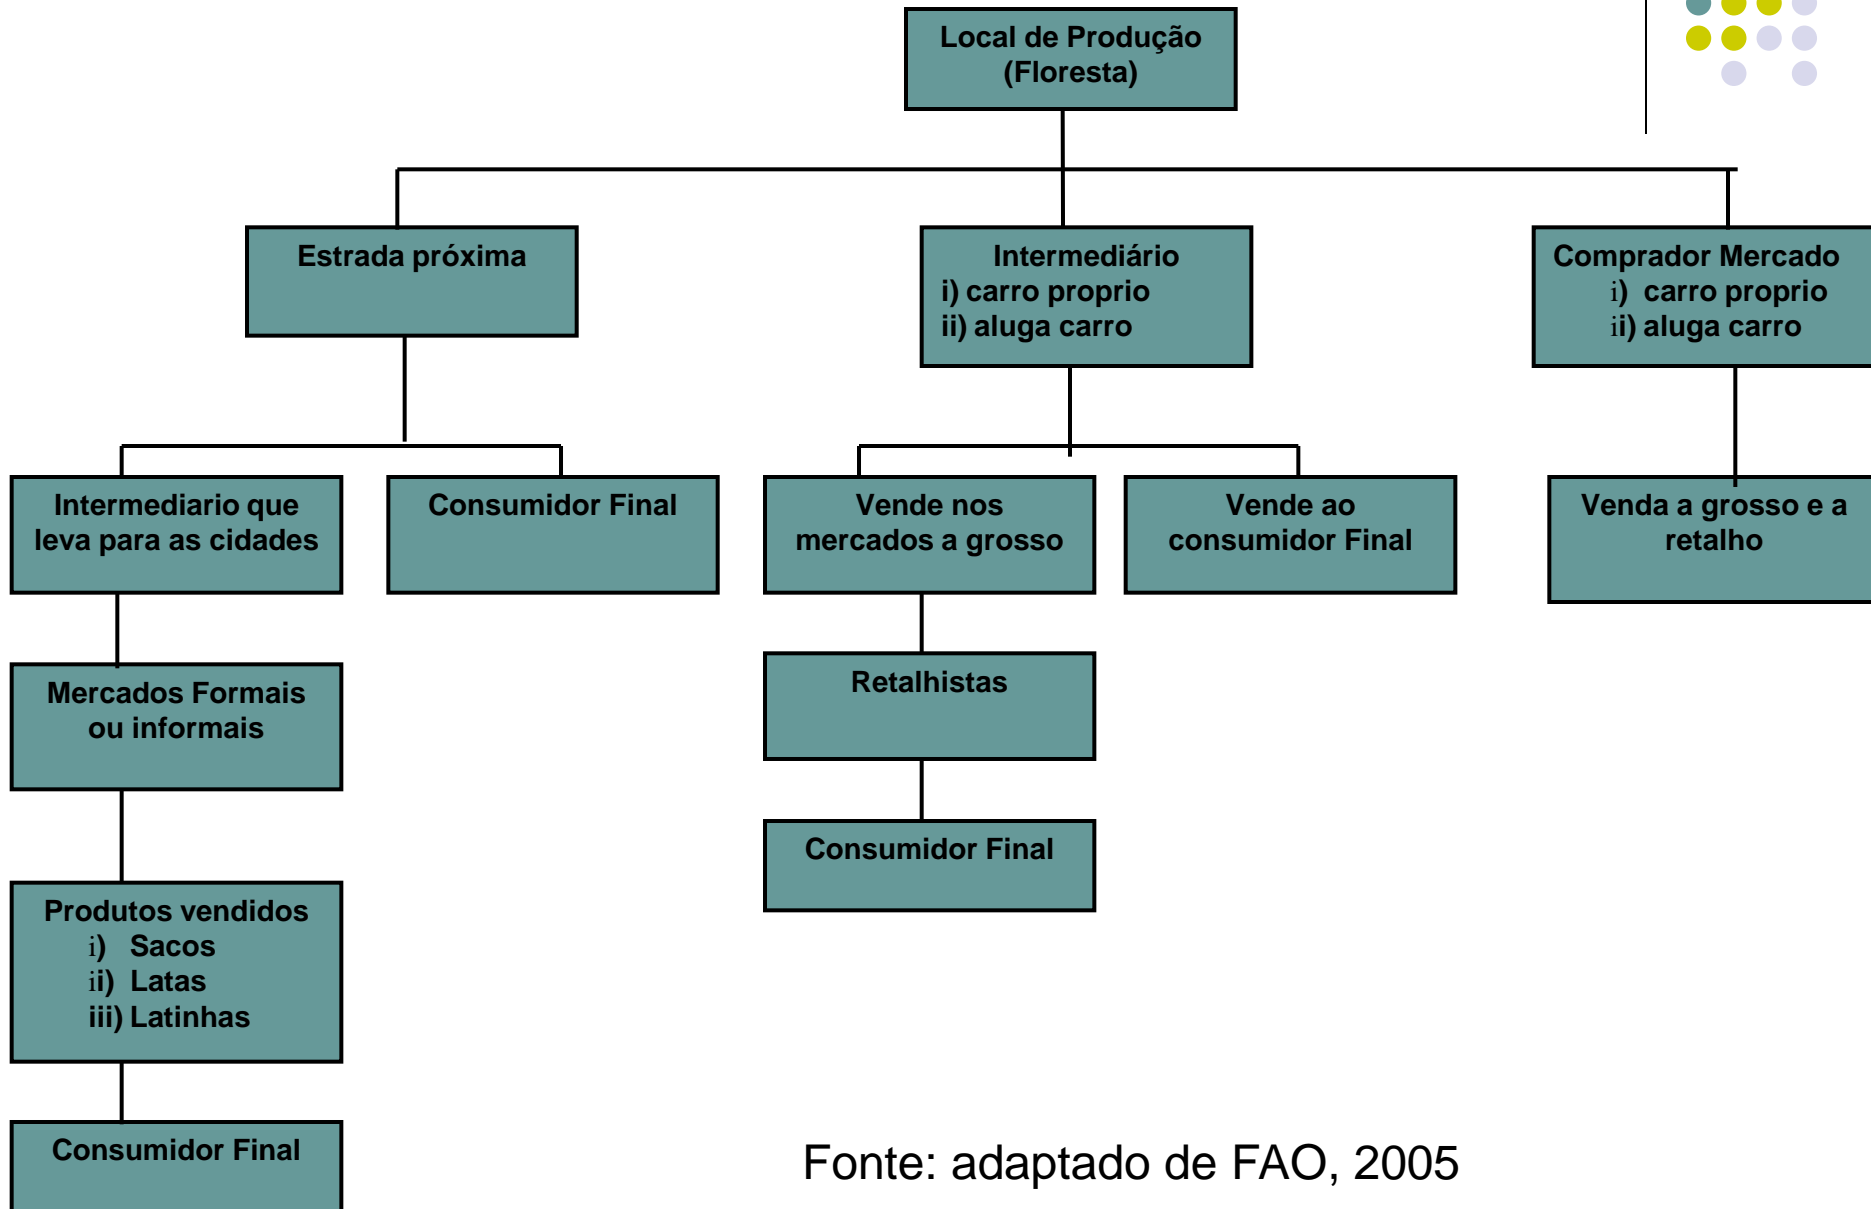 Local de Produção
(Floresta)
Estrada próxima
Intermediário
i) carro proprio
ii) aluga carro
Comprador Mercado
i) carro proprio
ii) aluga carro
Intermediario que
leva para as cidades
Consumidor Final
Vende nos
mercados a grosso
Vende ao
consumidor Final
Venda a grosso e a
retalho
Mercados Formais
ou informais
Retalhistas
Consumidor Final
Produtos vendidos
i) Sacos
ii) Latas
iii) Latinhas
Consumidor Final
Fonte: adaptado de FAO, 2005